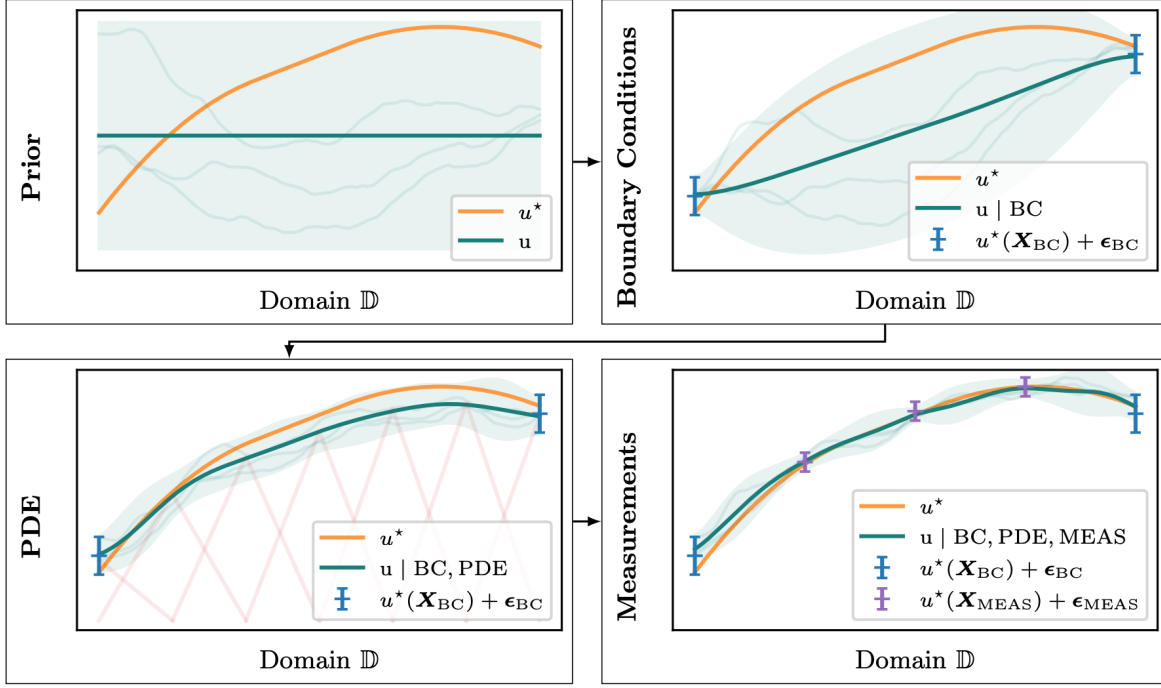 Prior
u⋆
u
Domain 𝔻
Boundary Conditions
u⋆
u | BC
u⋆(X_BC) + ϵ_BC
Domain 𝔻
PDE
u⋆
u | BC, PDE
u⋆(X_BC) + ϵ_BC
Domain 𝔻
Measurements
u⋆
u | BC, PDE, MEAS
u⋆(X_BC) + ϵ_BC
u⋆(X_MEAS) + ϵ_MEAS
Domain 𝔻